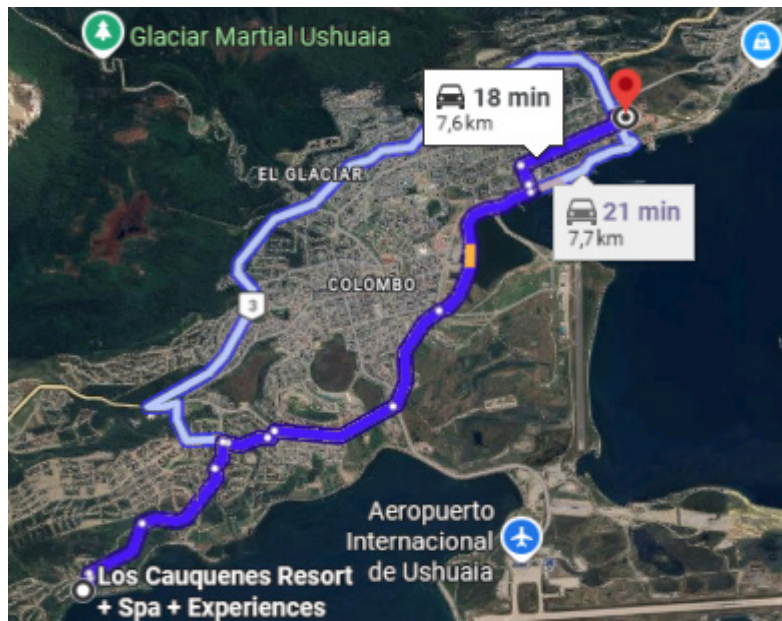 Glaciar Martial Ushuaia
18 min
7,6 km
EL GLACIAR
21 min
7,7 km
COLOMBO
3
Aeropuerto
Internacional
de Ushuaia
Los Cauquenes Resort
+ Spa + Experiences